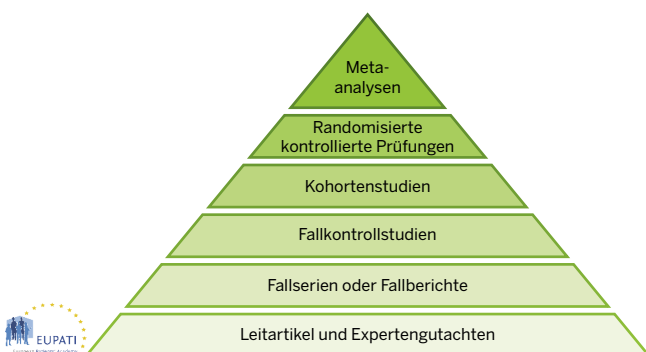 Meta-
analysen
Randomisierte
kontrollierte Prüfungen
Kohortenstudien
Fallkontrollstudien
Fallserien oder Fallberichte
Leitartikel und Expertengutachten
EUPATI